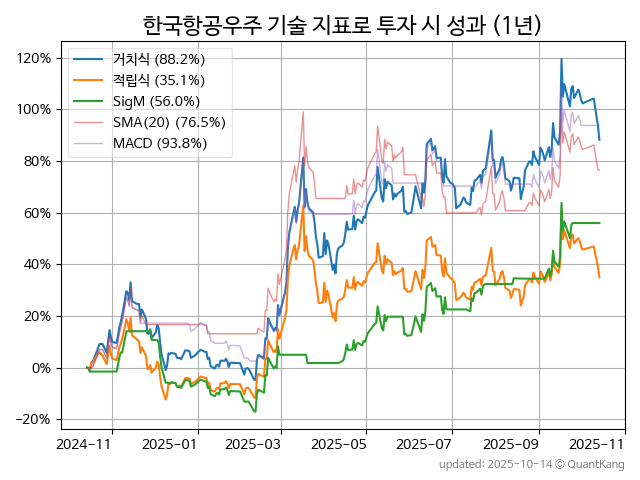 한국항공우주 기술 지표로 투자 시 성과 (1년)
120%
100%
80%
60%
40%
20%
0%
−20%
거치식 (88.2%)
적립식 (35.1%)
SigM (56.0%)
SMA(20) (76.5%)
MACD (93.8%)
2024-11
2025-01
2025-03
2025-05
2025-07
2025-09
2025-11
updated: 2025-10-14 © QuantKang